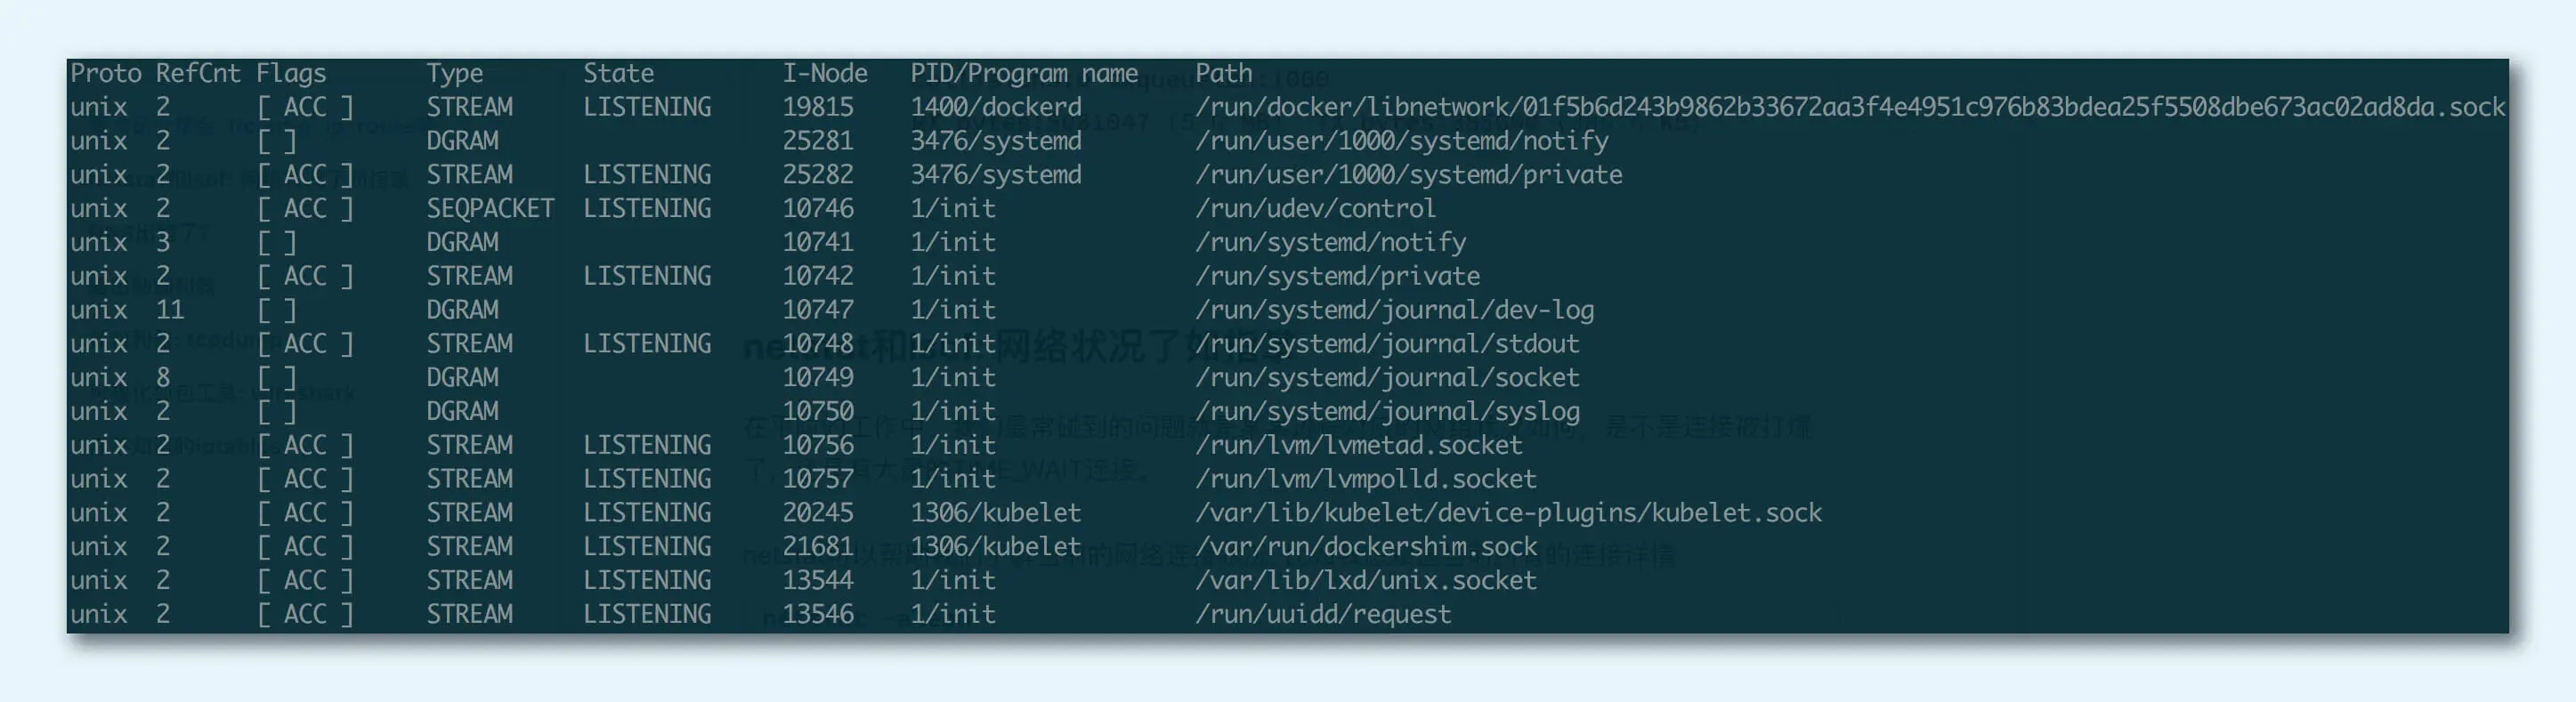 Proto RefCnt Flags Type State I-Node PID/Program name Path
unix 2 [ ACC ] STREAM LISTENING 19815 1400/dockerd /run/docker/libnetwork/01f5b6d243b9862b33672aa3f4e4951c976b83bdea25f5508dbe673ac02ad8da.sock
unix 2 [ ] DGRAM 25281 3476/systemd /run/user/1000/systemd/notify
unix 2 [ ACC ] STREAM LISTENING 25282 3476/systemd /run/user/1000/systemd/private
unix 2 [ ACC ] SEQPACKET LISTENING 10746 1/init /run/udev/control
unix 3 [ ] DGRAM 10741 1/init /run/systemd/notify
unix 2 [ ACC ] STREAM LISTENING 10742 1/init /run/systemd/private
unix 11 [ ] DGRAM 10747 1/init /run/systemd/journal/dev-log
unix 2 [ ACC ] STREAM LISTENING 10748 1/init /run/systemd/journal/stdout
unix 8 [ ] DGRAM 10749 1/init /run/systemd/journal/socket
unix 2 [ ] DGRAM 10750 1/init /run/systemd/journal/syslog
unix 2 [ ACC ] STREAM LISTENING 10756 1/init /run/lvm/lvmetad.socket
unix 2 [ ACC ] STREAM LISTENING 10757 1/init /run/lvm/lvmpolld.socket
unix 2 [ ACC ] STREAM LISTENING 20245 1306/kubelet /var/lib/kubelet/device-plugins/kubelet.sock
unix 2 [ ACC ] STREAM LISTENING 21681 1306/kubelet /var/run/dockershim.sock
unix 2 [ ACC ] STREAM LISTENING 13544 1/init /var/lib/lxd/unix.socket
unix 2 [ ACC ] STREAM LISTENING 13546 1/init /run/uuidd/request